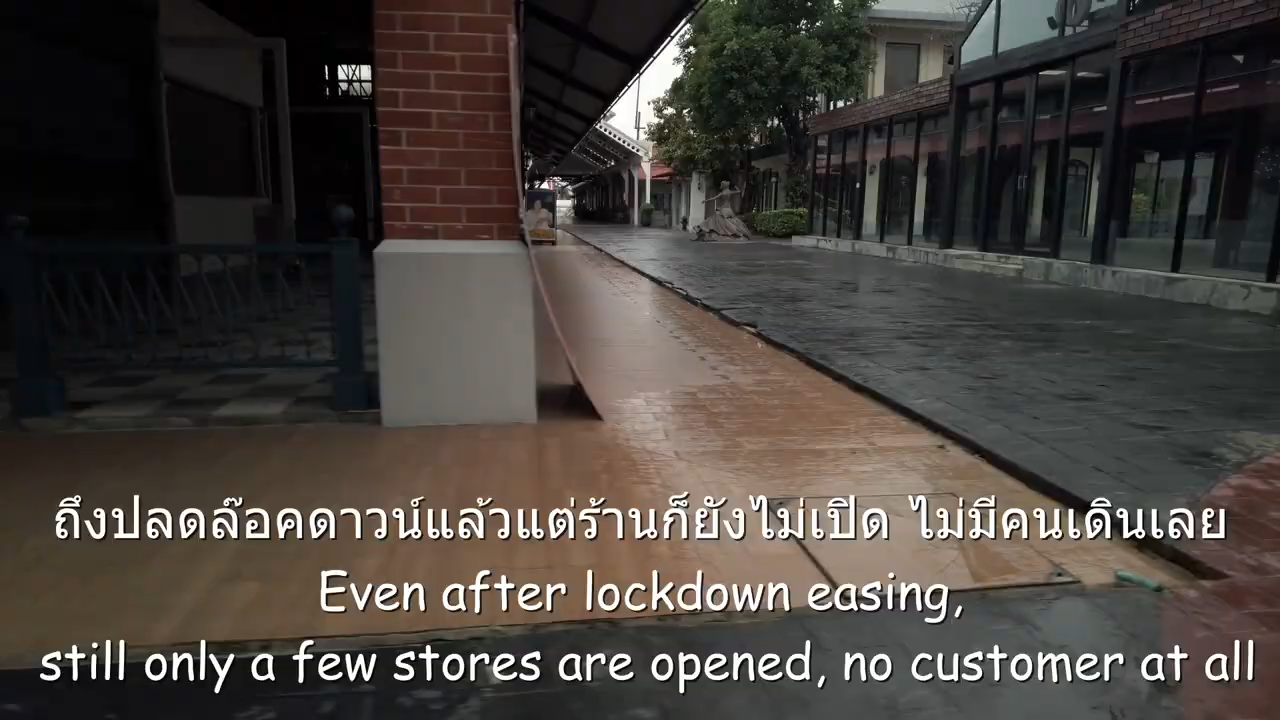 ถึงปลดล๊อคดาวน์แล้วแต่ร้านก็ยังไม่เปิด ไม่มีคนเดินเลย
Even after lockdown easing,
still only a few stores are opened, no customer at all